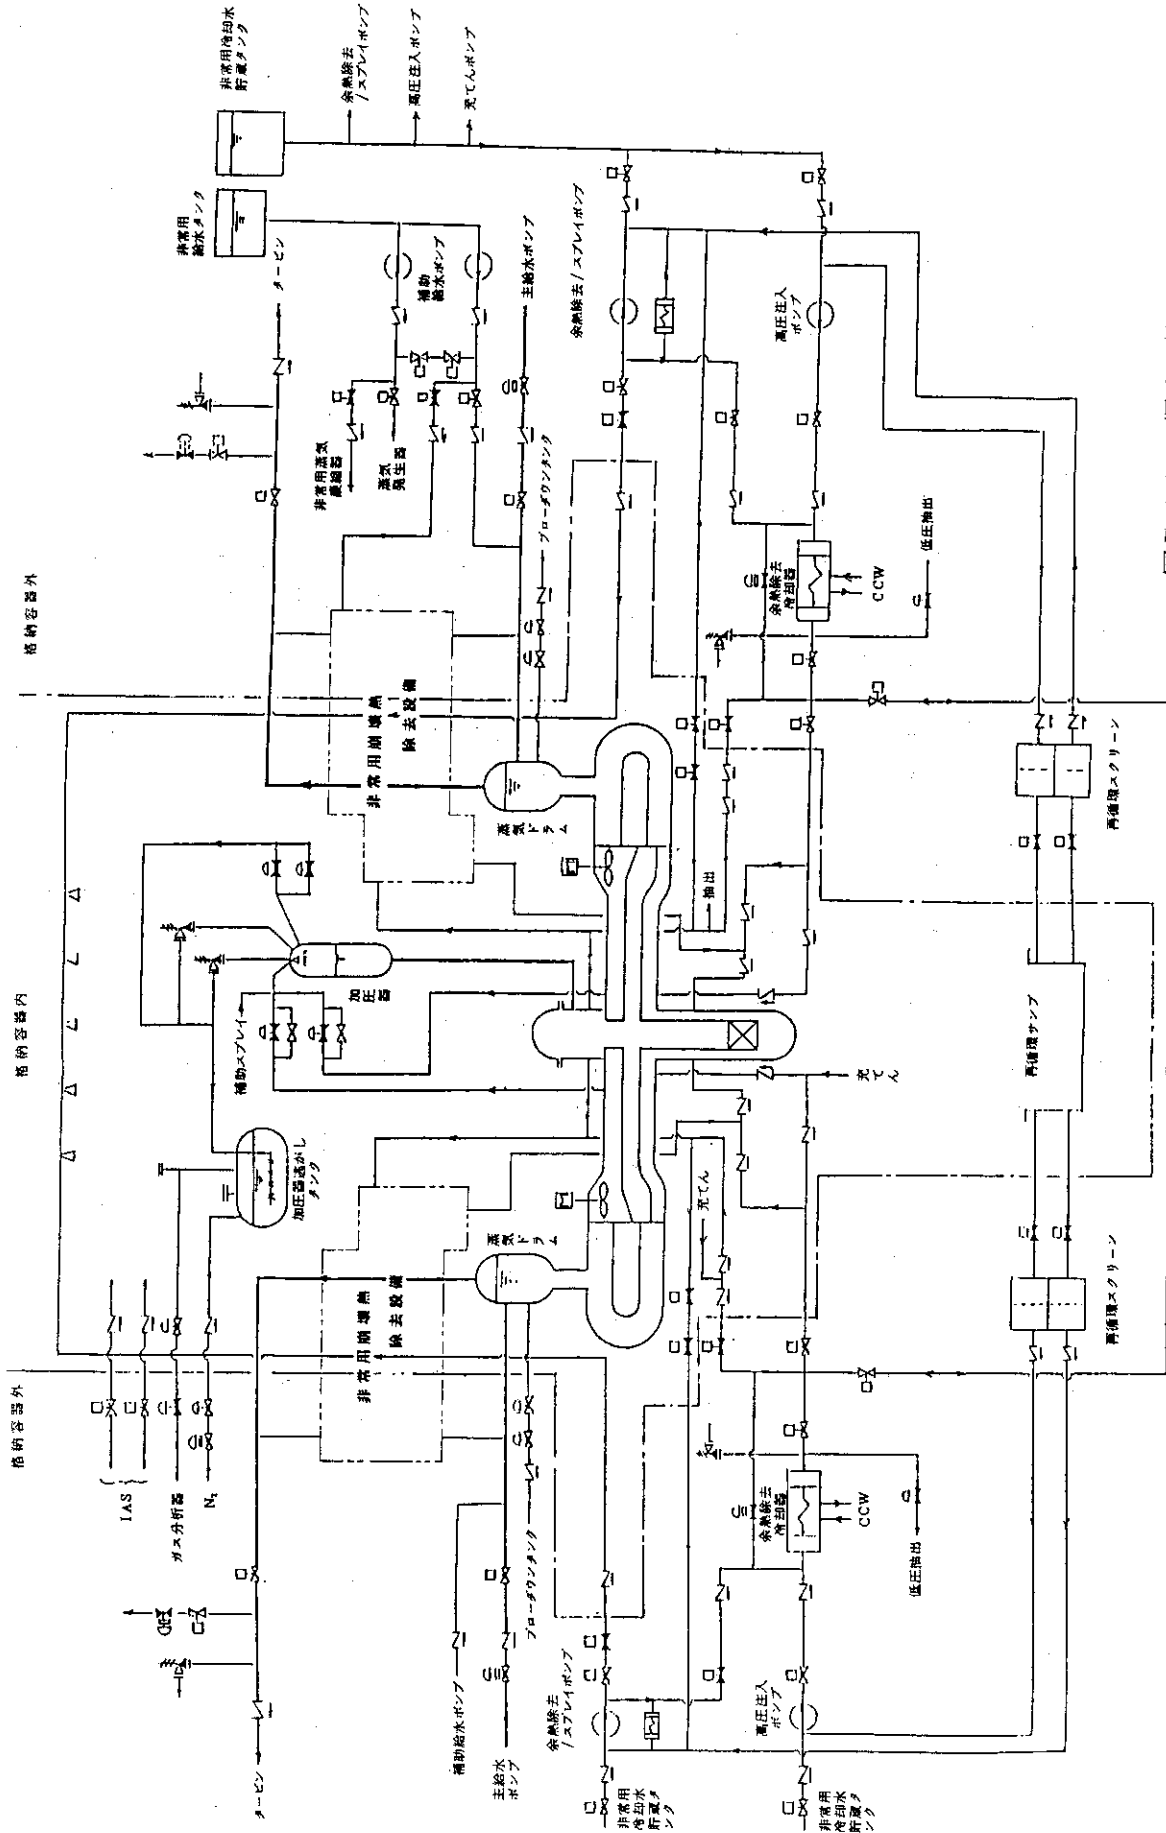 格納容器外
格納容器内
格納容器外
IAS
ガス分析器
N₂
加圧器逃がし
タンク
補助スプレイ
加圧器
タービン
タービン
非常用
給水タンク
非常用冷却水
貯蔵タンク
余熱除去
/スプレイポンプ
高圧注入ポンプ
充てんポンプ
非常用崩壊熱
除去設備
非常用崩壊熱
除去設備
非常用蒸気
凝縮器
蒸気
発生器
補助
給水ポンプ
補助給水ポンプ
主給水
ポンプ
ブローダウンタンク
蒸気ドラム
蒸気ドラム
ブローダウンタンク
主給水ポンプ
余熱除去
/スプレイポンプ
余熱除去/スプレイポンプ
非常用
冷却水
貯蔵タ
ンク
充てん
抽出
高圧注入
ポンプ
余熱除去
冷却器
CCW
充てん
余熱除去
冷却器
CCW
高圧注入
ポンプ
非常用
冷却水
貯蔵タ
ンク
低圧抽出
低圧抽出
再循環スクリーン
再循環サンプ
再循環スクリーン